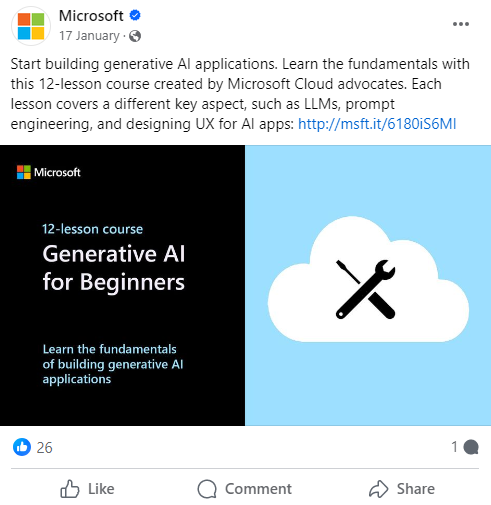 Microsoft
17 January ·
Start building generative AI applications. Learn the fundamentals with
this 12-lesson course created by Microsoft Cloud advocates. Each
lesson covers a different key aspect, such as LLMs, prompt
engineering, and designing UX for AI apps: http://msft.it/6180iS6Ml
Microsoft
12-lesson course
Generative AI
for Beginners
Learn the fundamentals
of building generative AI
applications
26
1
Like
Comment
Share